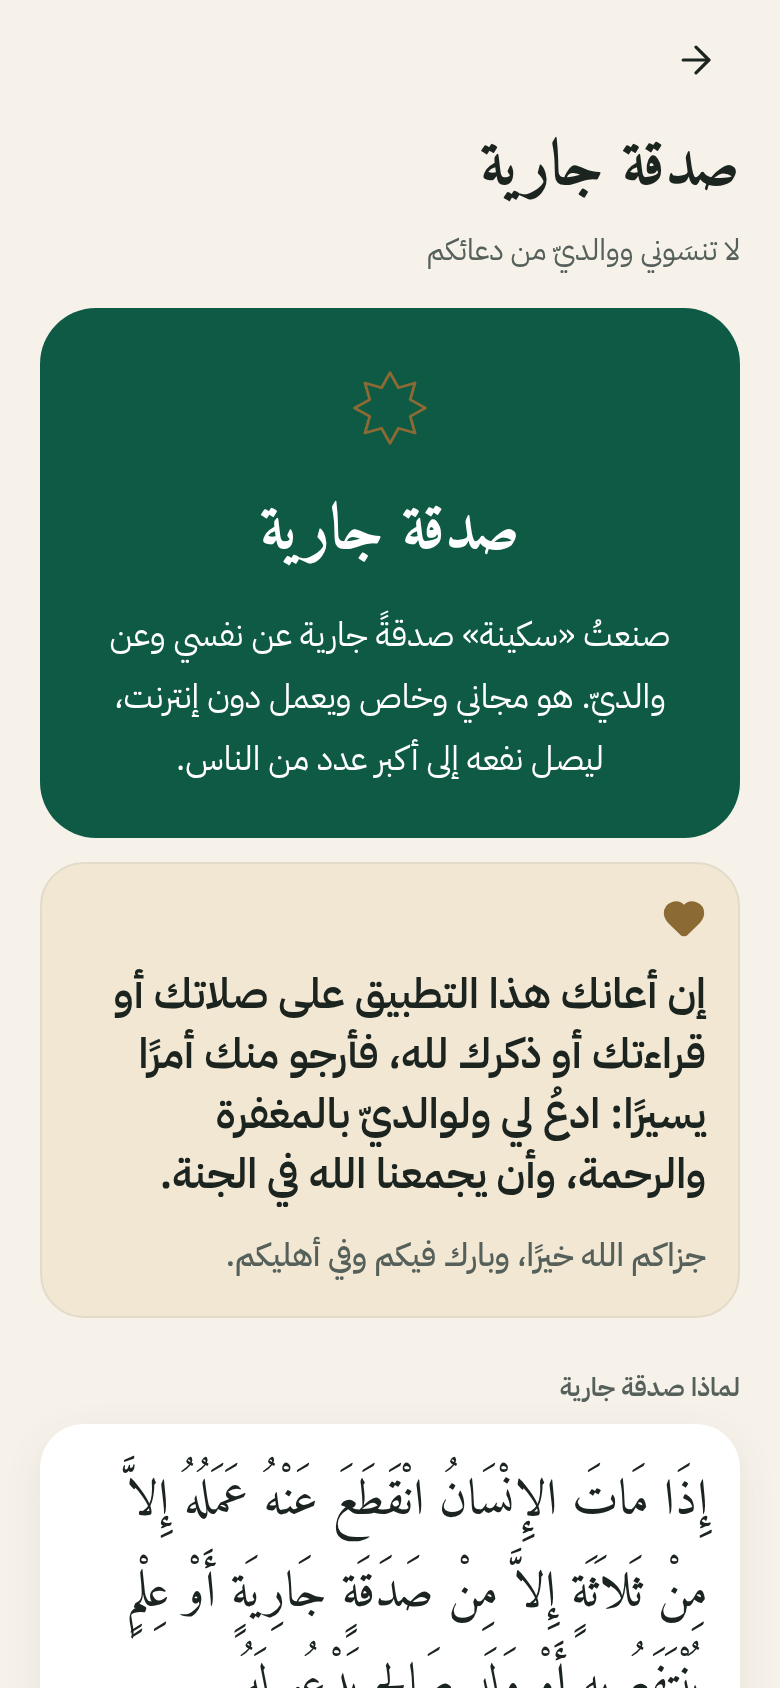 صدقة جارية
لا تنسَوني ووالديّ من دعائكم
صدقة جارية
صنعتُ «سكينة» صدقةً جارية عن نفسي وعن
والديّ. هو مجاني وخاص ويعمل دون إنترنت،
ليصل نفعه إلى أكبر عدد من الناس.
إن أعانك هذا التطبيق على صلاتك أو
قراءتك أو ذكرك لله، فأرجو منك أمرًا
يسيرًا: ادعُ لي ولوالديّ بالمغفرة
والرحمة، وأن يجمعنا الله في الجنة.
جزاكم الله خيرًا، وبارك فيكم وفي أهليكم.
لماذا صدقة جارية
إِذَا مَاتَ الإِنْسَانُ انْقَطَعَ عَنْهُ عَمَلُهُ إِلاَّ
مِنْ ثَلاَثَةٍ إِلاَّ مِنْ صَدَقَةٍ جَارِيَةٍ أَوْ عِلْمٍ